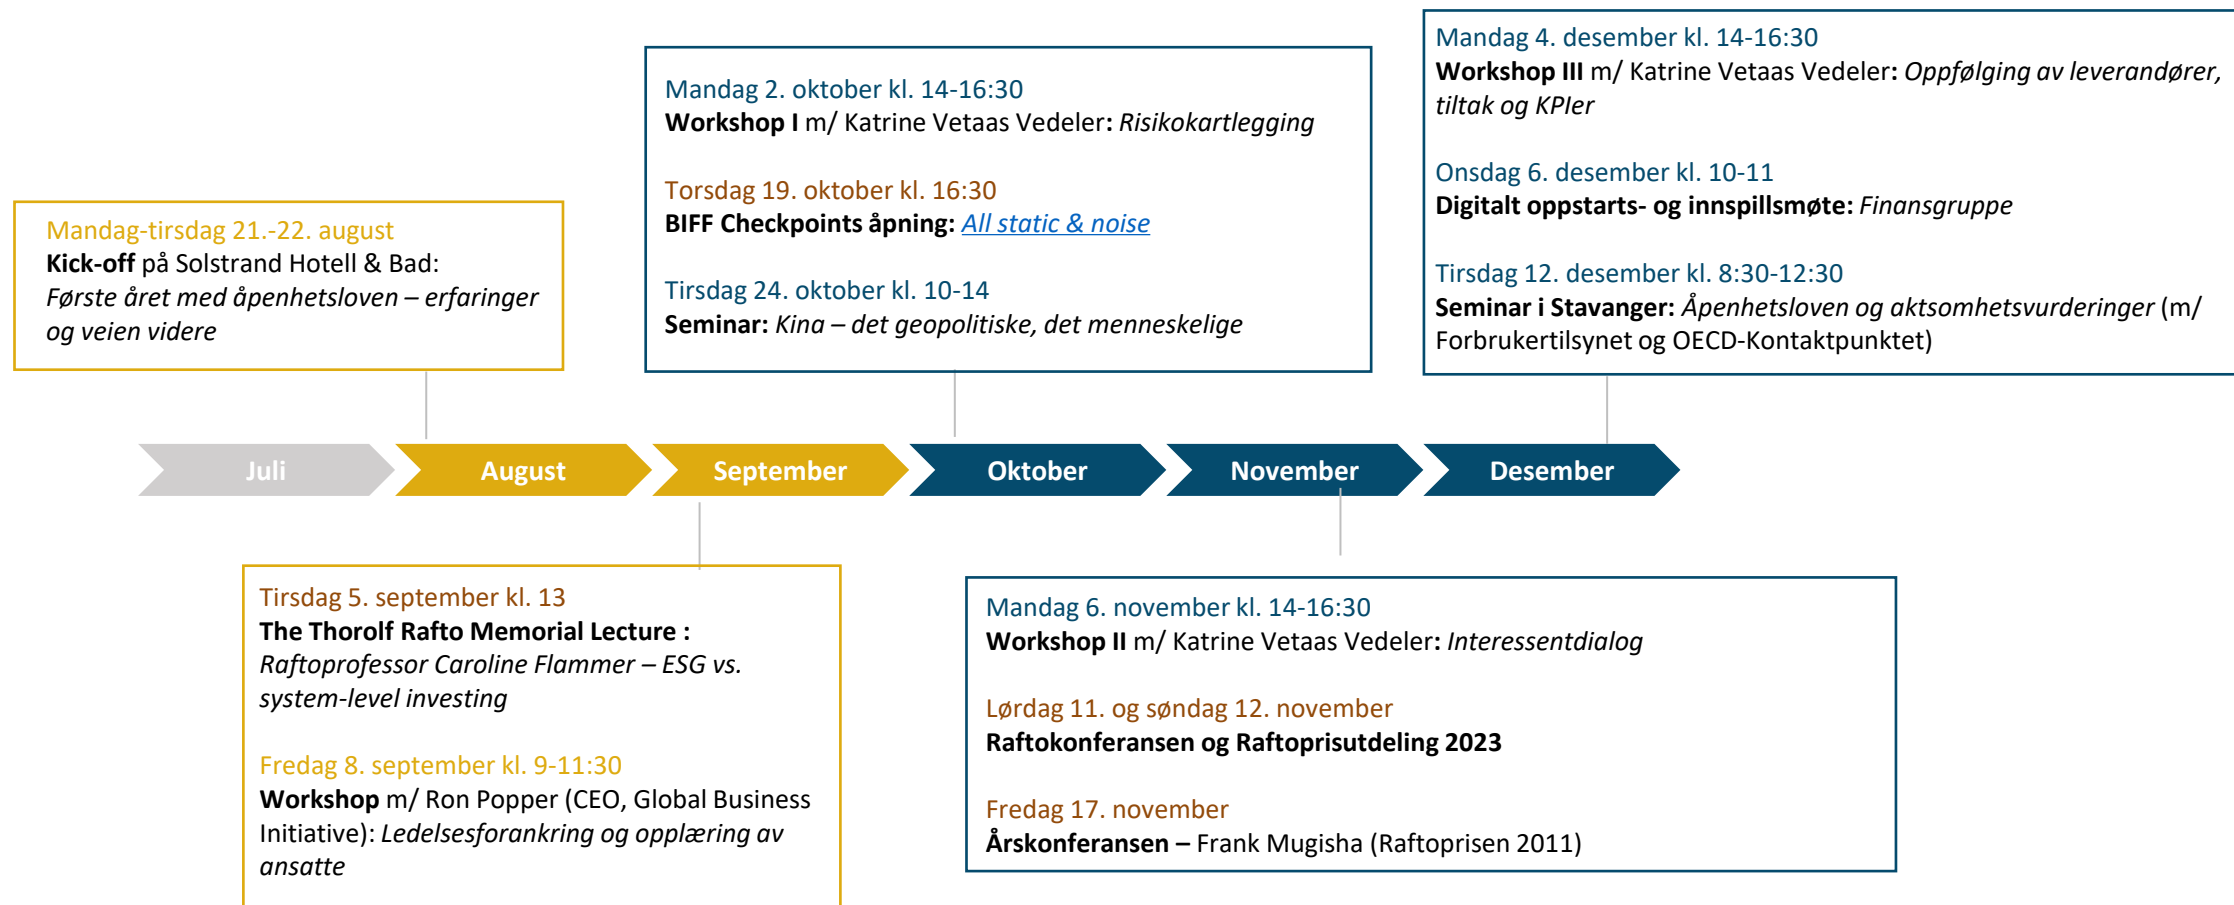 Mandag-tirsdag 21.-22. august
Kick-off på Solstrand Hotell & Bad:
Første året med åpenhetsloven – erfaringer
og veien videre
Mandag 2. oktober kl. 14-16:30
Workshop I m/ Katrine Vetaas Vedeler: Risikokartlegging
Torsdag 19. oktober kl. 16:30
BIFF Checkpoints åpning: All static & noise
Tirsdag 24. oktober kl. 10-14
Seminar: Kina – det geopolitiske, det menneskelige
Mandag 4. desember kl. 14-16:30
Workshop III m/ Katrine Vetaas Vedeler: Oppfølging av leverandører,
tiltak og KPIer
Onsdag 6. desember kl. 10-11
Digitalt oppstarts- og innspillsmøte: Finansgruppe
Tirsdag 12. desember kl. 8:30-12:30
Seminar i Stavanger: Åpenhetsloven og aktsomhetsvurderinger (m/
Forbrukertilsynet og OECD-Kontaktpunktet)
Juli August September Oktober November Desember
Tirsdag 5. september kl. 13
The Thorolf Rafto Memorial Lecture :
Raftoprofessor Caroline Flammer – ESG vs.
system-level investing
Fredag 8. september kl. 9-11:30
Workshop m/ Ron Popper (CEO, Global Business
Initiative): Ledelsesforankring og opplæring av
ansatte
Mandag 6. november kl. 14-16:30
Workshop II m/ Katrine Vetaas Vedeler: Interessentdialog
Lørdag 11. og søndag 12. november
Raftokonferansen og Raftoprisutdeling 2023
Fredag 17. november
Årskonferansen – Frank Mugisha (Raftoprisen 2011)